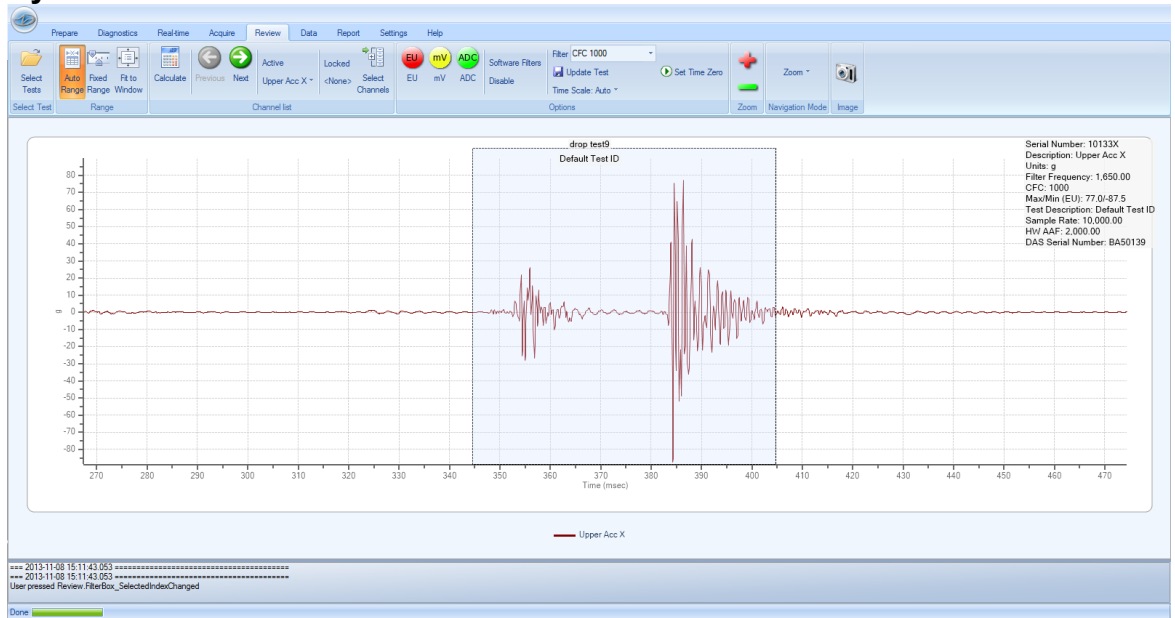 Prepare Diagnostics Real-time Acquire Review Data Report Settings Help
Select Tests
Auto Range
Fixed Range
Fit to Window
Calculate
Previous
Next
Active
Upper Acc X
Locked
<None>
Select Channels
EU mV ADC
EU mV ADC
Software Filters
Disable
Filter CFC 1000
Update Test
Time Scale: Auto
Set Time Zero
Zoom
Select Test Range Channel list Options Zoom Navigation Mode Image
drop test9
Default Test ID
Serial Number: 10133X
Description: Upper Acc X
Units: g
Filter Frequency: 1,650.00
CFC: 1000
Max/Min (EU): 77.0/-87.5
Test Description: Default Test ID
Sample Rate: 10,000.00
HW AAF: 2,000.00
DAS Serial Number: BA50139
80
70
60
50
40
30
20
10
g 0
-10
-20
-30
-40
-50
-60
-70
-80
270 280 290 300 310 320 330 340 350 360 370 380 390 400 410 420 430 440 450 460 470
Time (msec)
Upper Acc X
=== 2013-11-08 15:11:43.053 ========================================
=== 2013-11-08 15:11:43.053 ========================================
User pressed Review.FilterBox_SelectedIndexChanged
Done